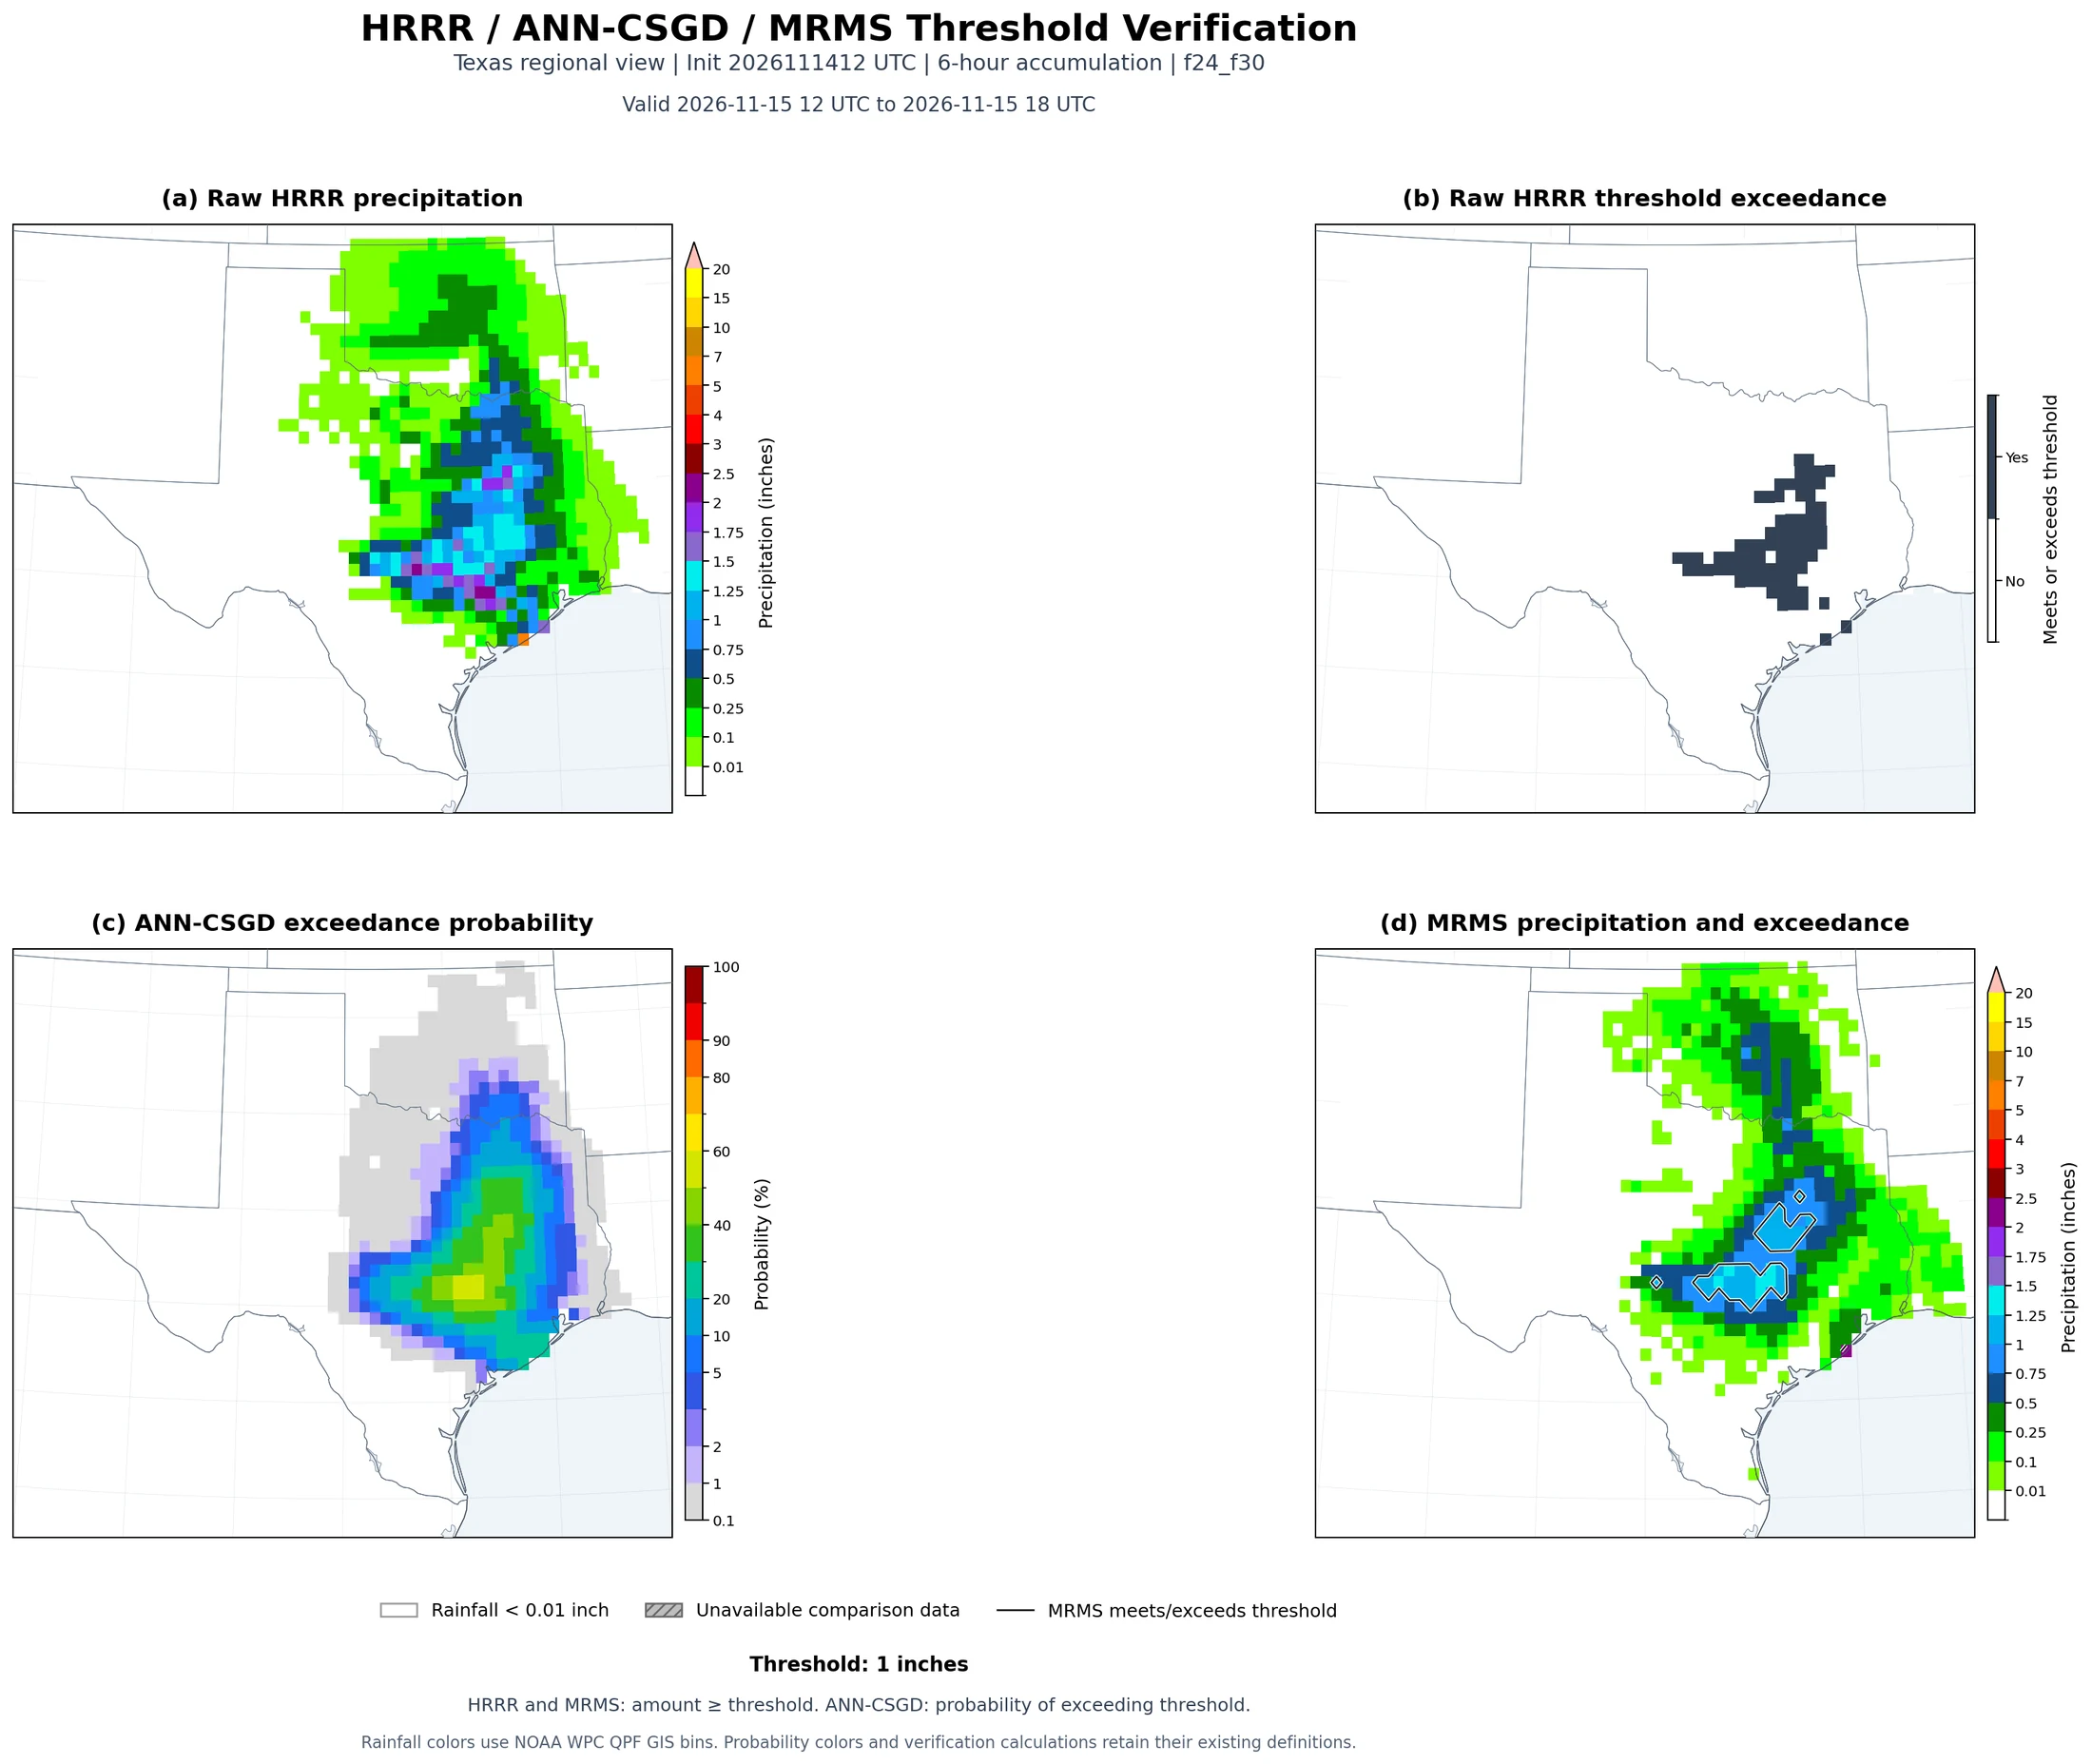 HRRR / ANN-CSGD / MRMS Threshold Verification
Texas regional view | Init 2026111412 UTC | 6-hour accumulation | f24_f30
Valid 2026-11-15 12 UTC to 2026-11-15 18 UTC
(a) Raw HRRR precipitation
20
15
10
7
5
4
3
2.5
2
1.75
1.5
1.25
1
0.75
0.5
0.25
0.1
0.01
Precipitation (inches)
(b) Raw HRRR threshold exceedance
Yes
No
Meets or exceeds threshold
(c) ANN-CSGD exceedance probability
100
90
80
60
40
20
10
5
2
1
0.1
Probability (%)
(d) MRMS precipitation and exceedance
20
15
10
7
5
4
3
2.5
2
1.75
1.5
1.25
1
0.75
0.5
0.25
0.1
0.01
Precipitation (inches)
Rainfall < 0.01 inch
Unavailable comparison data
MRMS meets/exceeds threshold
Threshold: 1 inches
HRRR and MRMS: amount ≥ threshold. ANN-CSGD: probability of exceeding threshold.
Rainfall colors use NOAA WPC QPF GIS bins. Probability colors and verification calculations retain their existing definitions.